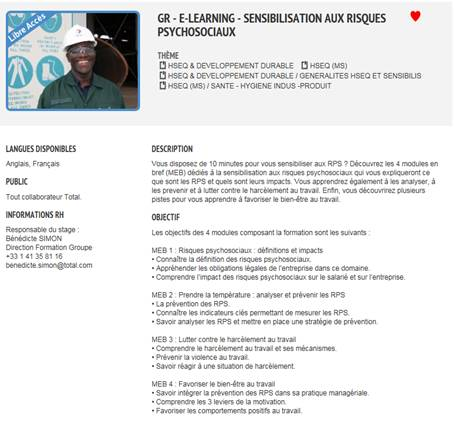 Libre Accès
GR - E-LEARNING - SENSIBILISATION AUX RISQUES
PSYCHOSOCIAUX
THÈME
HSEQ & DEVELOPPEMENT DURABLE HSEQ (MS)
HSEQ & DEVELOPPEMENT DURABLE / GENERALITES HSEQ ET SENSIBILIS
HSEQ (MS) / SANTE - HYGIENE INDUS -PRODUIT
LANGUES DISPONIBLES
Anglais, Français
PUBLIC
Tout collaborateur Total.
INFORMATIONS RH
Responsable du stage :
Bénédicte SIMON
Direction Formation Groupe
+33 1 41 35 81 16
benedicte.simon@total.com
DESCRIPTION
Vous disposez de 10 minutes pour vous sensibiliser aux RPS ? Découvrez les 4 modules en
bref (MEB) dédiés à la sensibilisation aux risques psychosociaux qui vous expliqueront ce
que sont les RPS et quels sont leurs impacts. Vous apprendrez également à les analyser, à
les prevenir et à lutter contre le harcèlement au travail. Enfin, vous découvrirez plusieurs
pistes pour vous apprendre à favoriser le bien-être au travail.
OBJECTIF
Les objectifs des 4 modules composant la formation sont les suivants :
MEB 1 : Risques psychosociaux : définitions et impacts
• Connaître la définition des risques psychosociaux.
• Appréhender les obligations légales de l'entreprise dans ce domaine.
• Comprendre l'impact des risques psychosociaux sur le salarié et sur l'entreprise.
MEB 2 : Prendre la température : analyser et prévenir les RPS
• La prévention des RPS.
• Connaître les indicateurs clés permettant de mesurer les RPS.
• Savoir analyser les RPS et mettre en place une stratégie de prévention.
MEB 3 : Lutter contre le harcèlement au travail
• Comprendre le harcèlement au travail et ses mécanismes.
• Prévenir la violence au travail.
• Savoir réagir à une situation de harcèlement.
MEB 4 : Favoriser le bien-être au travail
• Savoir intégrer la prévention des RPS dans sa pratique managériale.
• Comprendre les 3 leviers de la motivation.
• Favoriser les comportements positifs au travail.